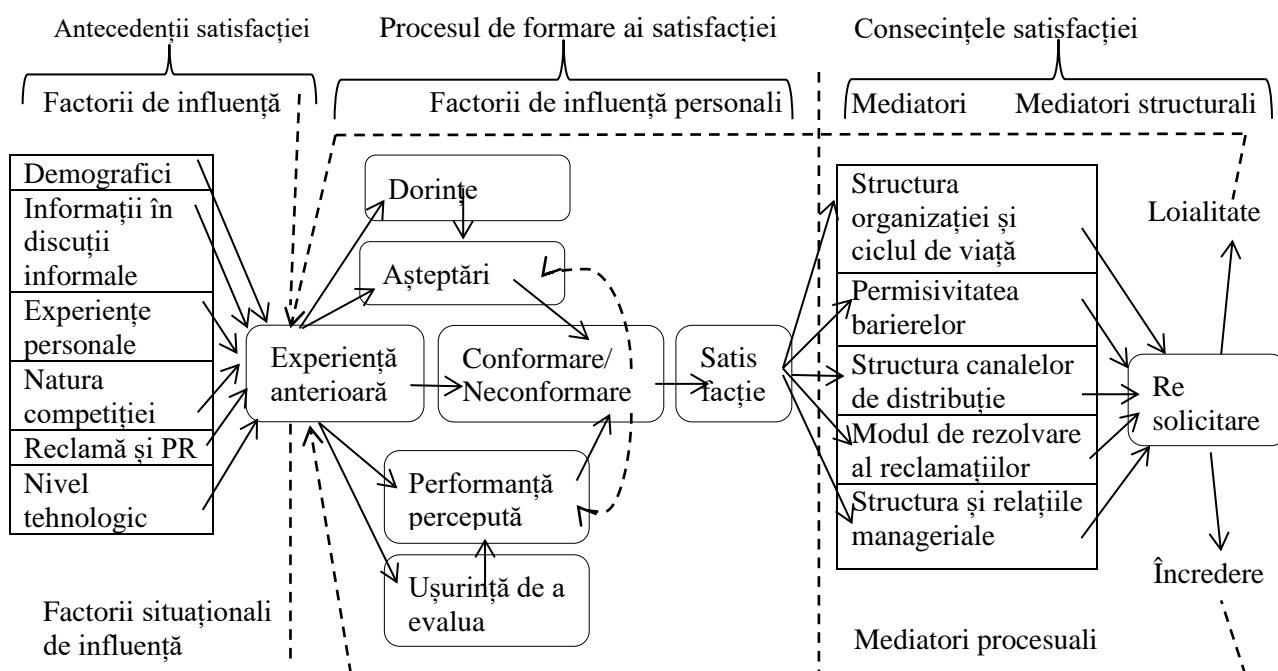 Antecedenții satisfacției
Procesul de formare ai satisfacției
Consecințele satisfacției
Factorii de influență
Factorii de influență personali
Mediatori
Mediatori structurali
Demografici
Informații în
discuții
informale
Experiențe
personale
Natura
competiției
Reclamă și PR
Nivel
tehnologic
Factorii situaționali
de influență
Experiență
anterioară
Dorințe
Așteptări
Conformare/
Neconformare
Performanță
percepută
Ușurință de a
evalua
Satis
facție
Structura
organizației și
ciclul de viață
Permisivitatea
barierelor
Structura canalelor
de distribuție
Modul de rezolvare
al reclamațiilor
Structura și relațiile
manageriale
Mediatori procesuali
Loialitate
Re
solicitare
Încredere